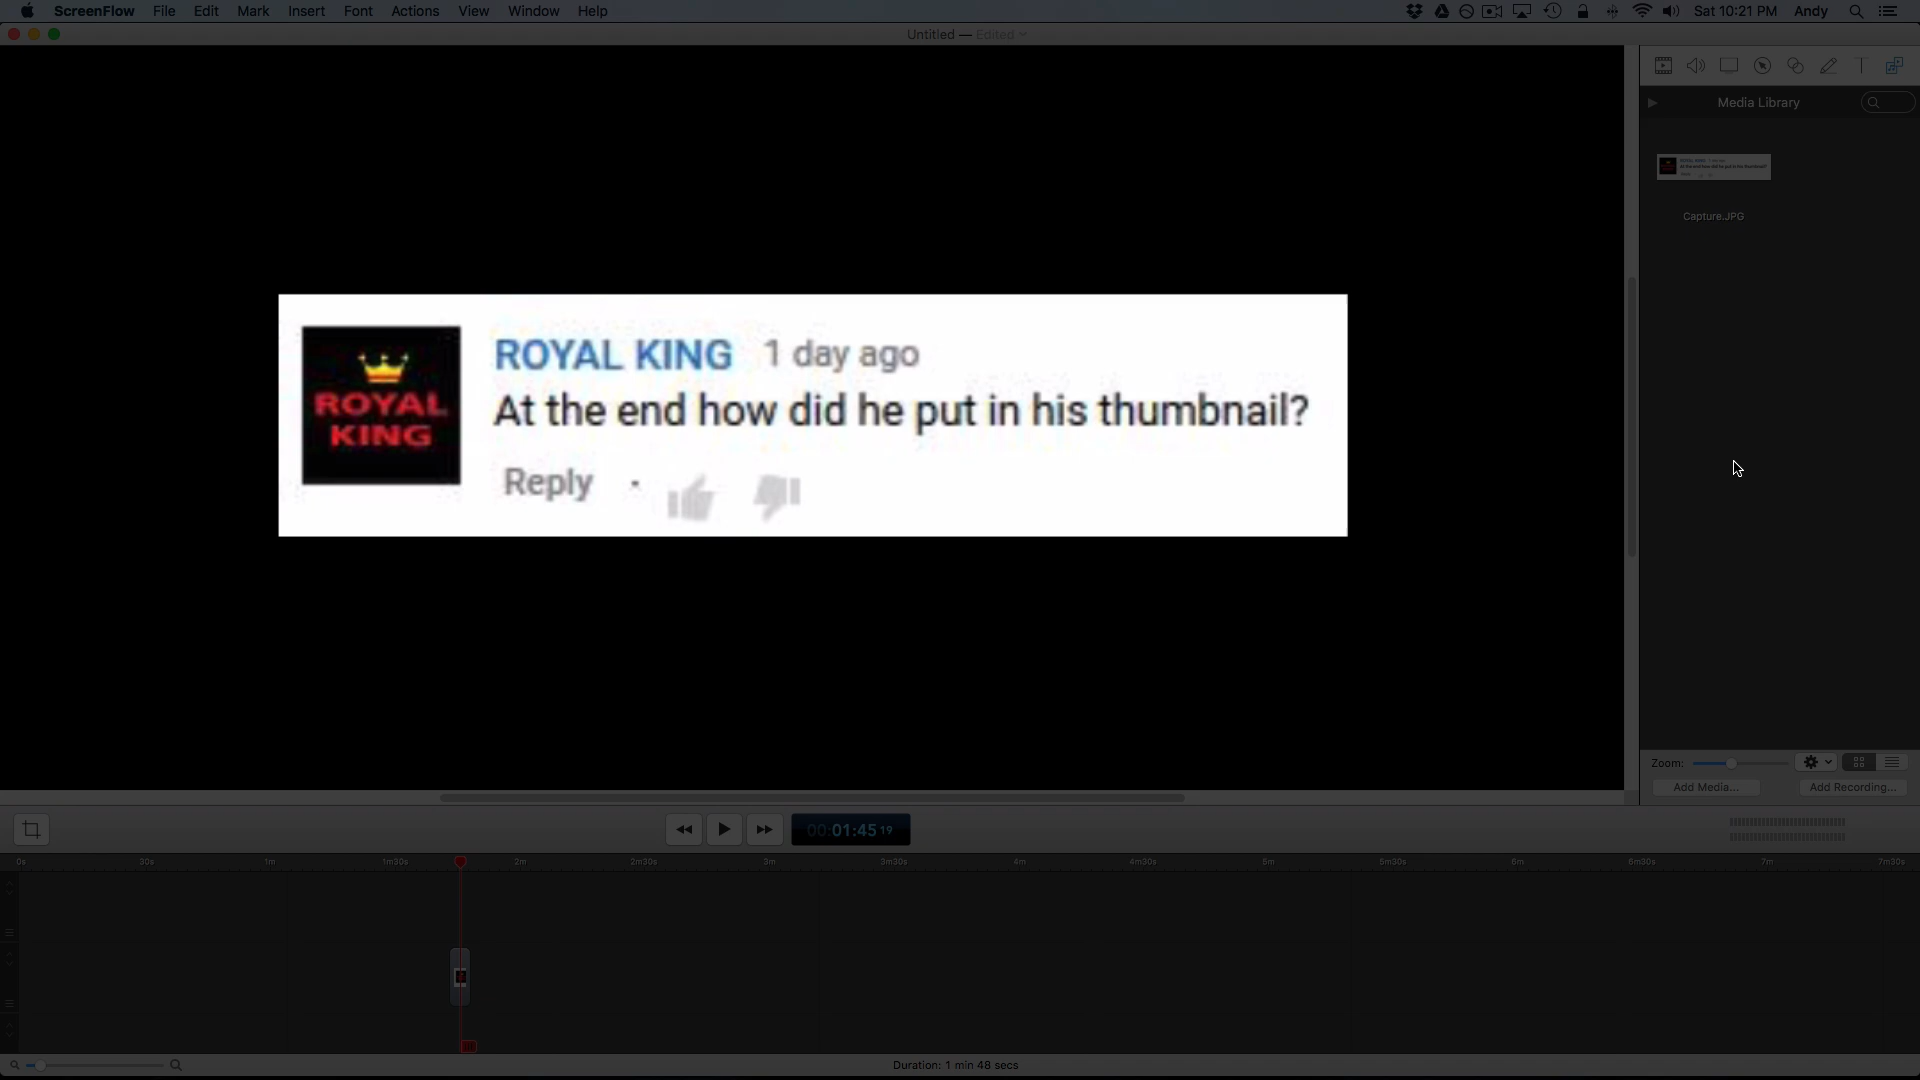 ScreenFlow File Edit Mark Insert Font Actions View Window Help Sat 10:21 PM Andy
Untitled — Edited
Media Library
Capture.JPG
ROYAL KING 1 day ago
At the end how did he put in his thumbnail?
Reply
ROYAL
KING
Zoom:
Add Media... Add Recording...
00:01:45 19
0s 30s 1m 1m30s 2m 2m30s 3m 3m30s 4m 4m30s 5m 5m30s 6m 6m30s 7m 7m30s
Duration: 1 min 48 secs